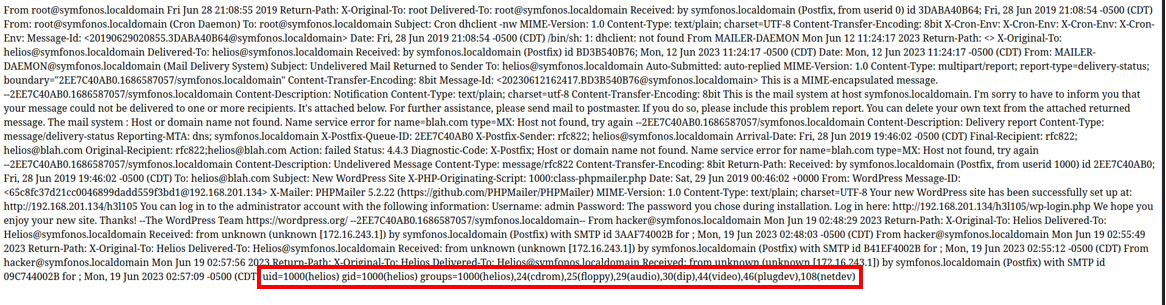 From root@symfonos.localdomain Fri Jun 28 21:08:55 2019 Return-Path: X-Original-To: root Delivered-To: root Received: by symfonos.localdomain (Postfix, from userid 0) id 3DABA40B64; Fri, 28 Jun 2019 21:08:54 -0500 (CDT)
From: root@symfonos.localdomain (Cron Daemon) To: root@symfonos.localdomain Subject: Cron dhclient -nw MIME-Version: 1.0 Content-Type: text/plain; charset=UTF-8 Content-Transfer-Encoding: 8bit X-Cron-Env: X-Cron-Env: X-Cron-Env: X-Cron-Env: X-Cron-
Env: Message-Id: <20190629020855.3DABA40B64@symfonos.localdomain> Date: Fri, 28 Jun 2019 21:08:54 -0500 (CDT) /bin/sh: 1: dhclient: not found From MAILER-DAEMON Mon Jun 12 11:24:17 2023 Return-Path: <> X-Original-To:
helios@symfonos.localdomain Delivered-To: helios@symfonos.localdomain Received: by symfonos.localdomain (Postfix) id BD3B540B76; Mon, 12 Jun 2023 11:24:17 -0500 (CDT) Date: Mon, 12 Jun 2023 11:24:17 -0500 (CDT) From: MAILER-
DAEMON@symfonos.localdomain (Mail Delivery System) Subject: Undelivered Mail Returned to Sender To: helios@symfonos.localdomain Auto-Submitted: auto-replied MIME-Version: 1.0 Content-Type: multipart/report; report-type=delivery-status;
boundary="2EE7C40AB0.1686587057/symfonos.localdomain" Content-Transfer-Encoding: 8bit Message-Id: <20230612162417.BD3B540B76@symfonos.localdomain> This is a MIME-encapsulated message.
--2EE7C40AB0.1686587057/symfonos.localdomain Content-Description: Notification Content-Type: text/plain; charset=utf-8 Content-Transfer-Encoding: 8bit This is the mail system at host symfonos.localdomain. I'm sorry to have to inform you that
your message could not be delivered to one or more recipients. It's attached below. For further assistance, please send mail to postmaster. If you do so, please include this problem report. You can delete your own text from the attached returned
message. The mail system : Host or domain name not found. Name service error for name=blah.com type=MX: Host not found, try again --2EE7C40AB0.1686587057/symfonos.localdomain Content-Description: Delivery report Content-Type:
message/delivery-status Reporting-MTA: dns; symfonos.localdomain X-Postfix-Queue-ID: 2EE7C40AB0 X-Postfix-Sender: rfc822; helios@symfonos.localdomain Arrival-Date: Fri, 28 Jun 2019 19:46:02 -0500 (CDT) Final-Recipient: rfc822;
helios@blah.com Original-Recipient: rfc822;helios@blah.com Action: failed Status: 4.4.3 Diagnostic-Code: X-Postfix; Host or domain name not found. Name service error for name=blah.com type=MX: Host not found, try again
--2EE7C40AB0.1686587057/symfonos.localdomain Content-Description: Undelivered Message Content-Type: message/rfc822 Content-Transfer-Encoding: 8bit Return-Path: Received: by symfonos.localdomain (Postfix, from userid 1000) id 2EE7C40AB0;
Fri, 28 Jun 2019 19:46:02 -0500 (CDT) To: helios@blah.com Subject: New WordPress Site X-PHP-Originating-Script: 1000:class-phpmailer.php Date: Sat, 29 Jun 2019 00:46:02 +0000 From: WordPress Message-ID:
<65c8fc37d21cc0046899dadd559f3bd1@192.168.201.134> X-Mailer: PHPMailer 5.2.22 (https://github.com/PHPMailer/PHPMailer) MIME-Version: 1.0 Content-Type: text/plain; charset=UTF-8 Your new WordPress site has been successfully set up at:
http://192.168.201.134/h3l105 You can log in to the administrator account with the following information: Username: admin Password: The password you chose during installation. Log in here: http://192.168.201.134/h3l105/wp-login.php We hope you
enjoy your new site. Thanks! --The WordPress Team https://wordpress.org/ --2EE7C40AB0.1686587057/symfonos.localdomain-- From hacker@symfonos.localdomain Mon Jun 19 02:48:29 2023 Return-Path: X-Original-To: Helios Delivered-To:
Helios@symfonos.localdomain Received: from unknown (unknown [172.16.243.1]) by symfonos.localdomain (Postfix) with SMTP id 3AAF74002B for ; Mon, 19 Jun 2023 02:48:03 -0500 (CDT) From hacker@symfonos.localdomain Mon Jun 19 02:55:49
2023 Return-Path: X-Original-To: Helios Delivered-To: Helios@symfonos.localdomain Received: from unknown (unknown [172.16.243.1]) by symfonos.localdomain (Postfix) with SMTP id B41EF4002B for ; Mon, 19 Jun 2023 02:55:12 -0500 (CDT) From
hacker@symfonos.localdomain Mon Jun 19 02:57:56 2023 Return-Path: X-Original-To: Helios Delivered-To: Helios@symfonos.localdomain Received: from unknown (unknown [172.16.243.1]) by symfonos.localdomain (Postfix) with SMTP id
09C744002B for ; Mon, 19 Jun 2023 02:57:09 -0500 (CDT) uid=1000(helios) gid=1000(helios) groups=1000(helios),24(cdrom),25(floppy),29(audio),30(dip),44(video),46(plugdev),108(netdev)